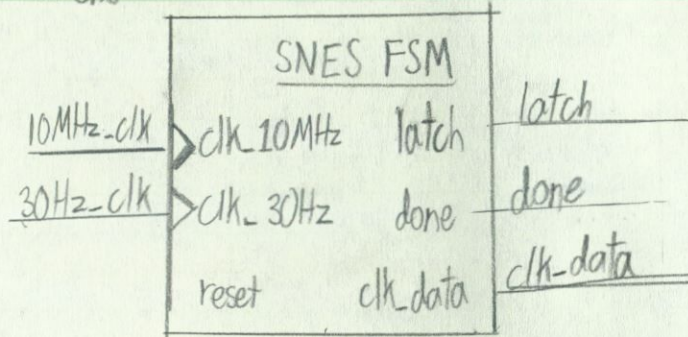 SNES FSM
10MHz_clk clk_10MHz latch latch
30Hz_clk clk_30Hz done done
reset clk_data clk_data